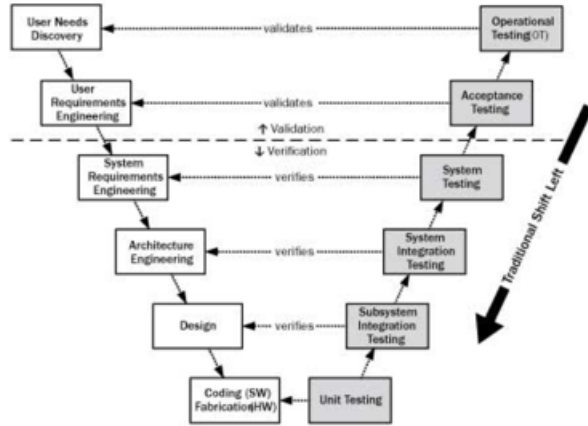 User Needs
Discovery
validates
Operational
Testing(OT)
User
Requirements
Engineering
validates
Acceptance
Testing
↑ Validation
↓ Verification
System
Requirements
Engineering
verifies
System
Testing
Architecture
Engineering
verifies
System
Integration
Testing
Design
verifies
Subsystem
Integration
Testing
Coding (SW)
Fabrication(HW)
Unit Testing
Traditional Shift Left